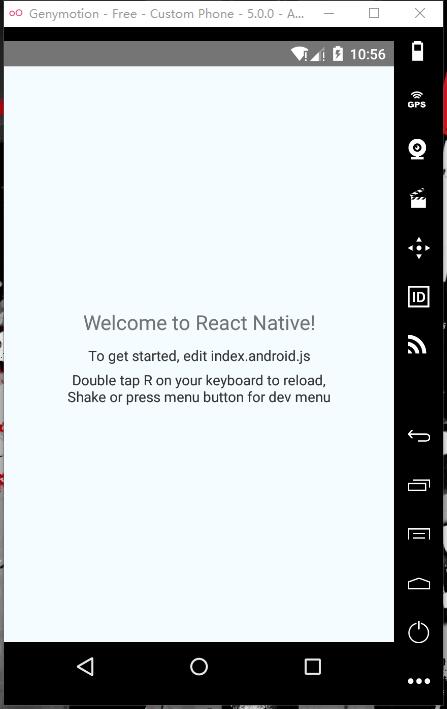 Genymotion - Free - Custom Phone - 5.0.0 - A...
10:56
GPS
ID
Welcome to React Native!
To get started, edit index.android.js
Double tap R on your keyboard to reload,
Shake or press menu button for dev menu